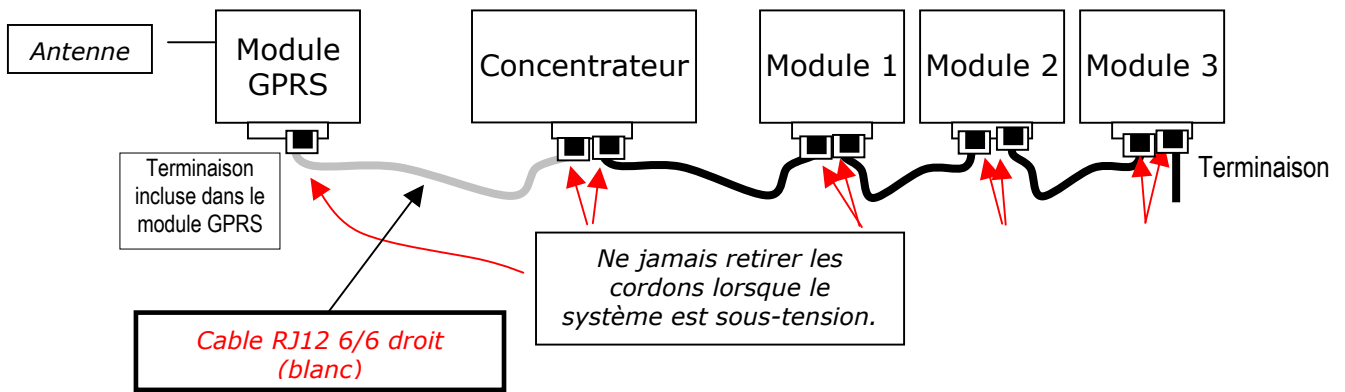 Antenne
Module
GPRS
Concentrateur
Module 1
Module 2
Module 3
Terminaison
incluse dans le
module GPRS
Terminaison
Ne jamais retirer les
cordons lorsque le
système est sous-tension.
Cable RJ12 6/6 droit
(blanc)